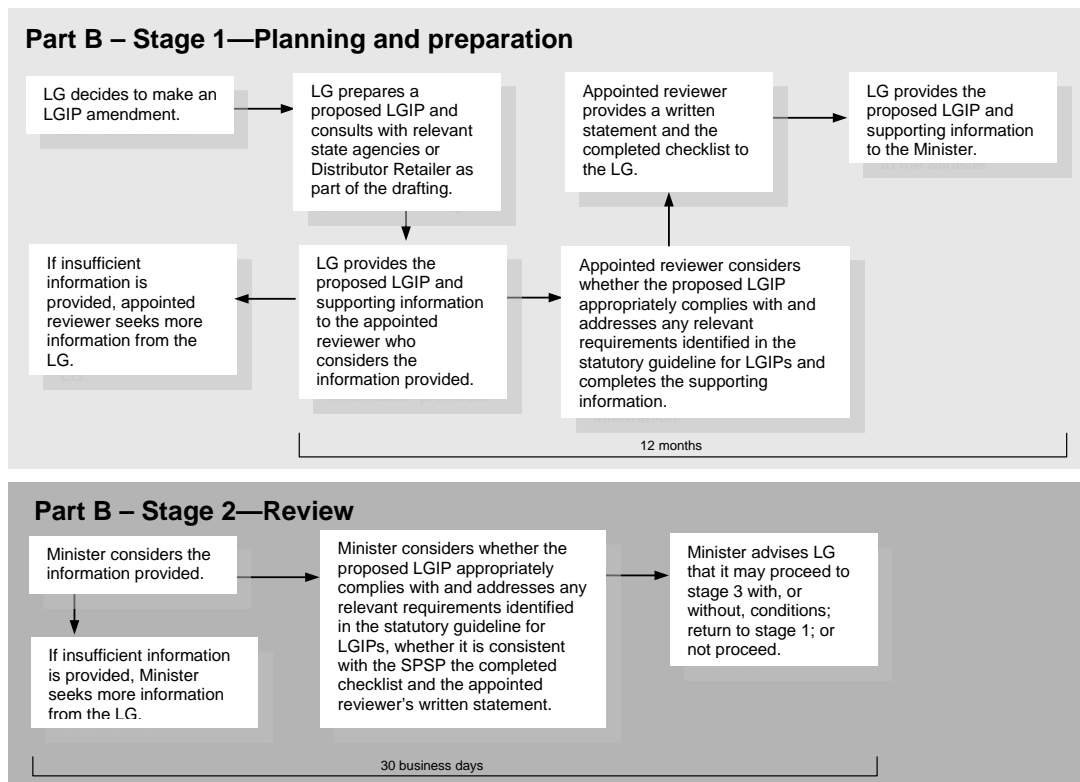 Part B – Stage 1—Planning and preparation
LG decides to make an
LGIP amendment.
LG prepares a
proposed LGIP and
consults with relevant
state agencies or
Distributor Retailer as
part of the drafting.
Appointed reviewer
provides a written
statement and the
completed checklist to
the LG.
LG provides the
proposed LGIP and
supporting information
to the Minister.
If insufficient
information is
provided, appointed
reviewer seeks more
information from the
LG.
LG provides the
proposed LGIP and
supporting information
to the appointed
reviewer who
considers the
information provided.
Appointed reviewer considers
whether the proposed LGIP
appropriately complies with and
addresses any relevant
requirements identified in the
statutory guideline for LGIPs and
completes the supporting
information.
12 months
Part B – Stage 2—Review
Minister considers the
information provided.
If insufficient information
is provided, Minister
seeks more information
from the LG.
Minister considers whether the
proposed LGIP appropriately
complies with and addresses any
relevant requirements identified
in the statutory guideline for
LGIPs, whether it is consistent
with the SPSP the completed
checklist and the appointed
reviewer’s written statement.
Minister advises LG
that it may proceed to
stage 3 with, or
without, conditions;
return to stage 1; or
not proceed.
30 business days